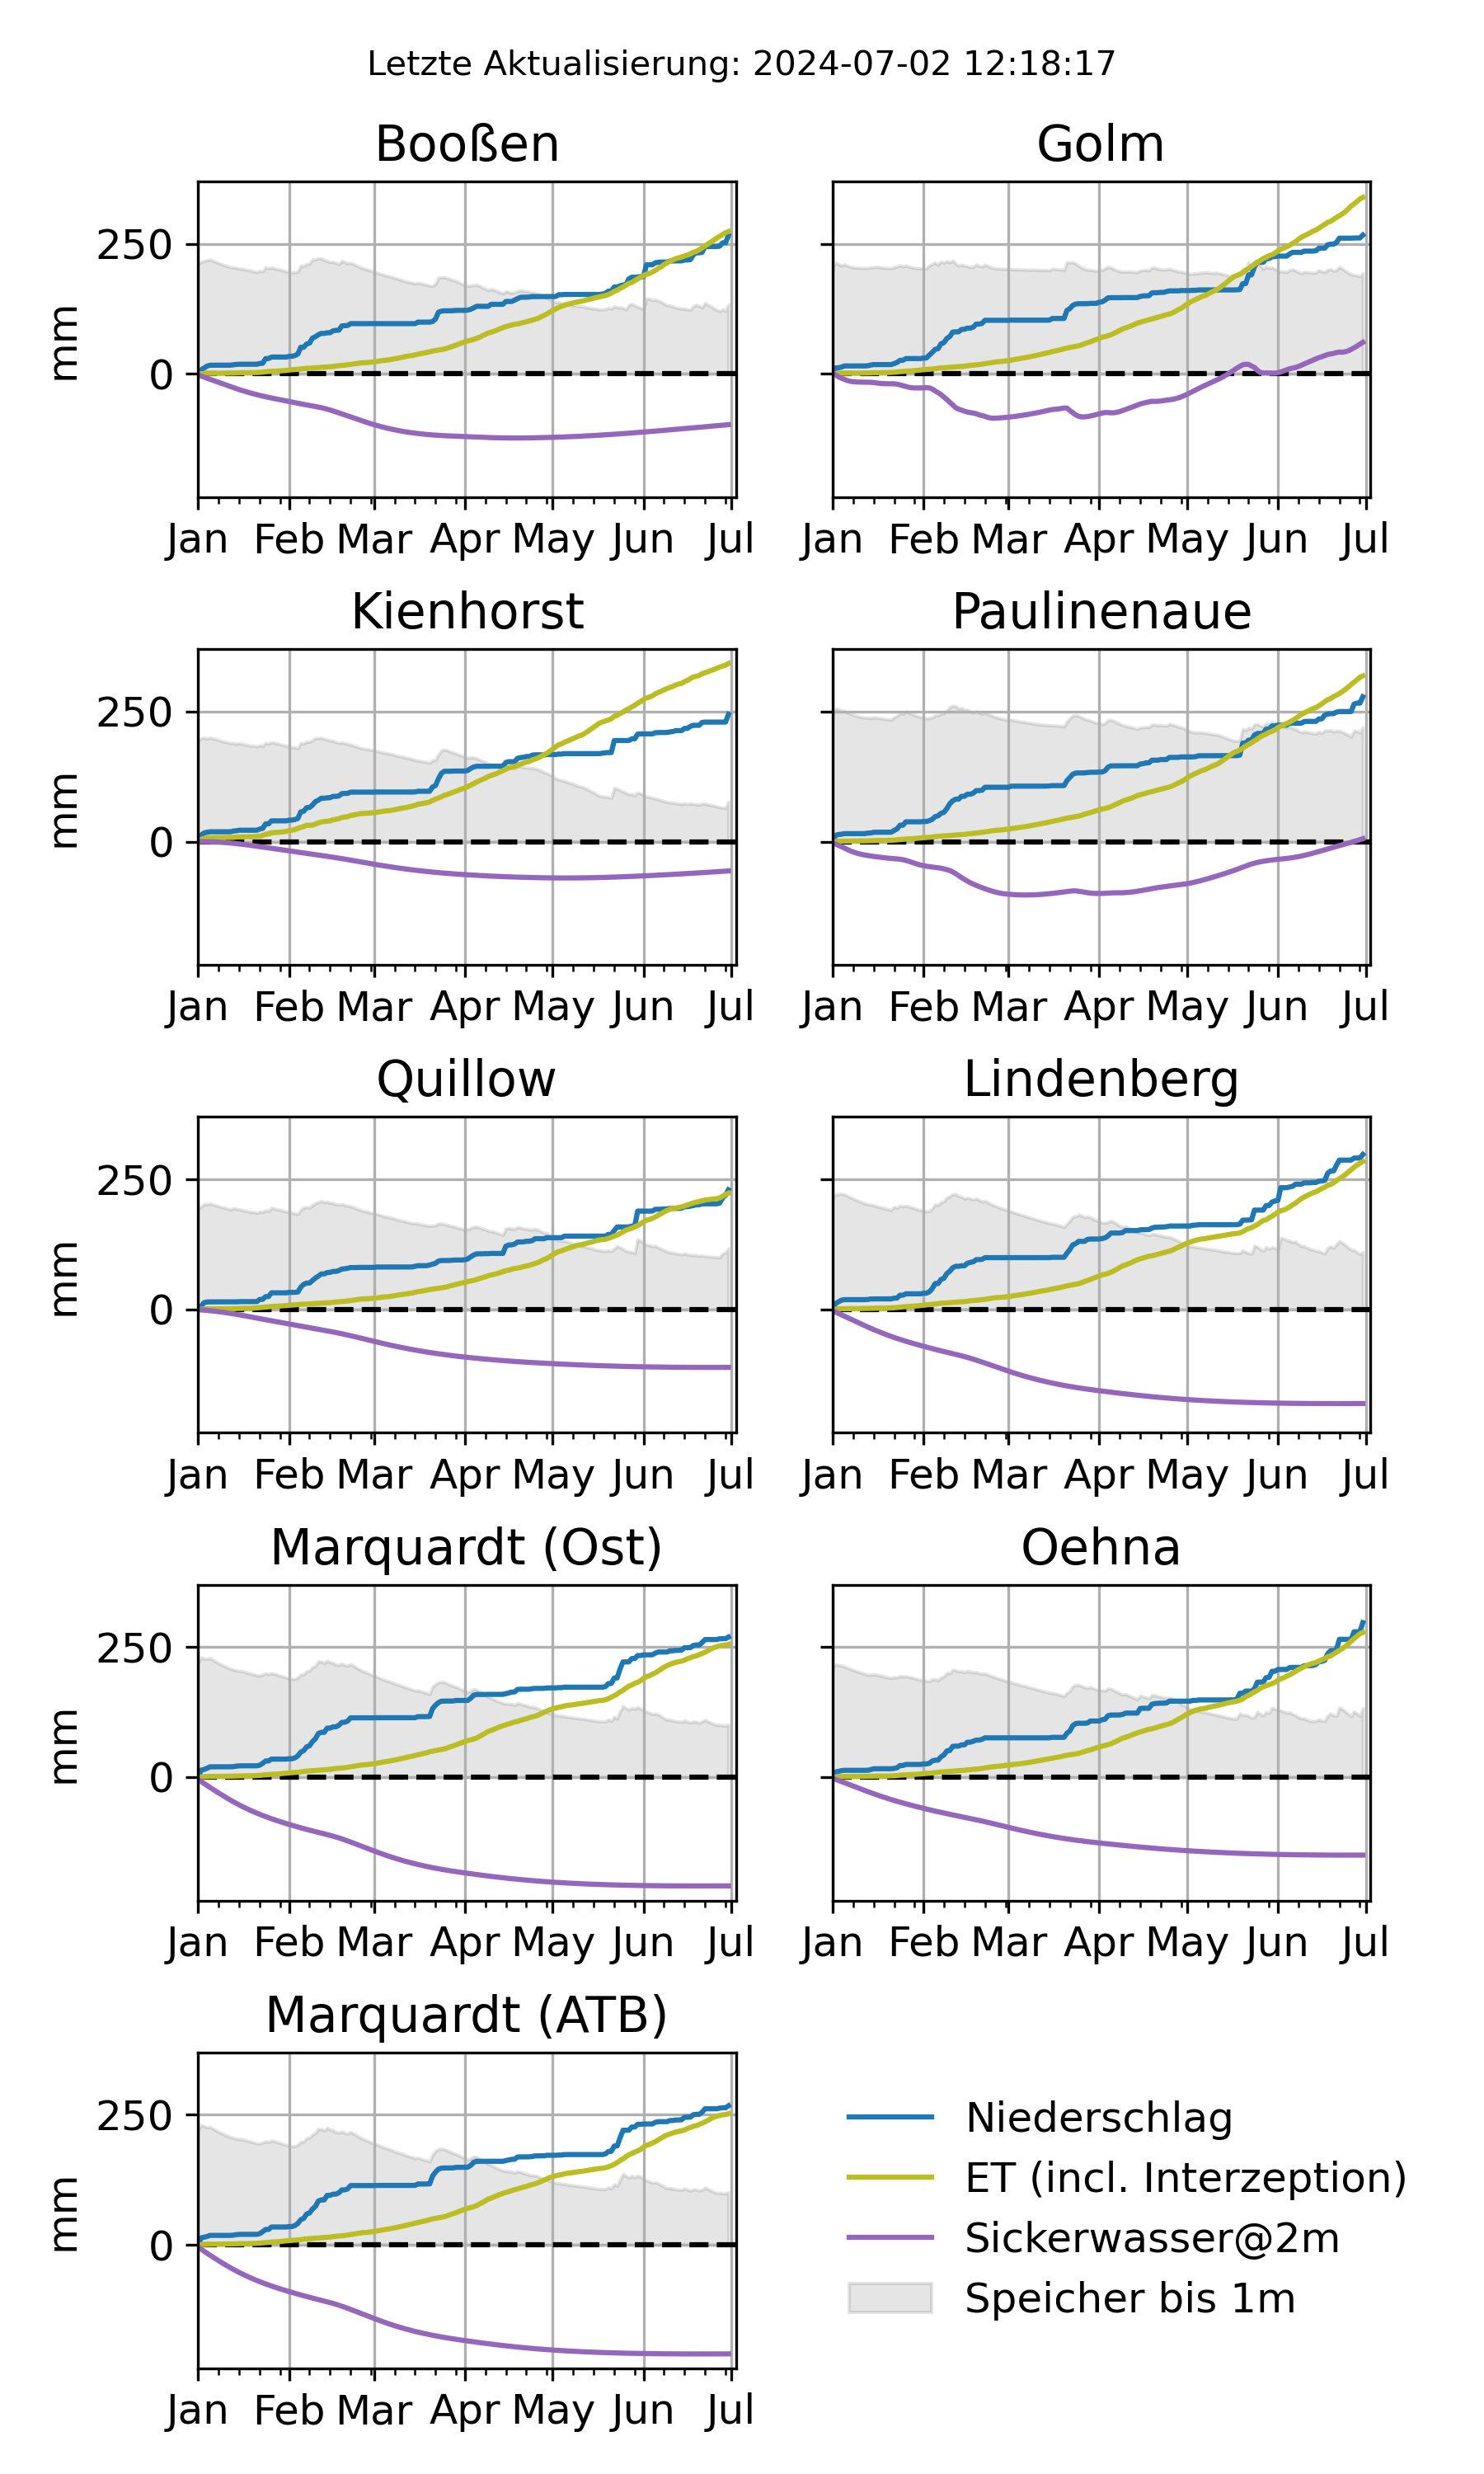 Letzte Aktualisierung: 2024-07-02 12:18:17
Booßen
Golm
mm
250
0
Jan Feb Mar Apr May Jun Jul
Jan Feb Mar Apr May Jun Jul
Kienhorst
Paulinenaue
mm
250
0
Jan Feb Mar Apr May Jun Jul
Jan Feb Mar Apr May Jun Jul
Quillow
Lindenberg
mm
250
0
Jan Feb Mar Apr May Jun Jul
Jan Feb Mar Apr May Jun Jul
Marquardt (Ost)
Oehna
mm
250
0
Jan Feb Mar Apr May Jun Jul
Jan Feb Mar Apr May Jun Jul
Marquardt (ATB)
mm
250
0
Jan Feb Mar Apr May Jun Jul
Niederschlag
ET (incl. Interzeption)
Sickerwasser@2m
Speicher bis 1m